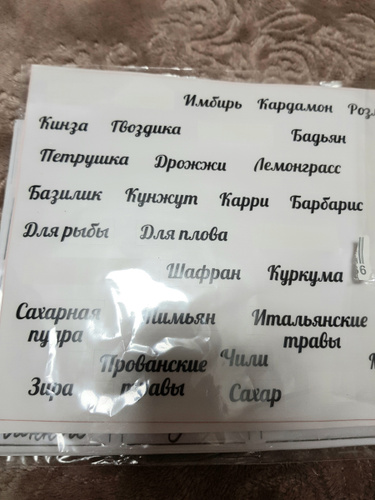 Имбирь Кардамон
Кинза Гвоздика Бадьян
Петрушка Дрожжи Лемонграсс
Базилик Кунжут Карри Барбарис
Для рыбы Для плова
Шафран Куркума
Сахарная Тимьян Итальянские
пудра травы
Прованские Чили
Зира травы Сахар